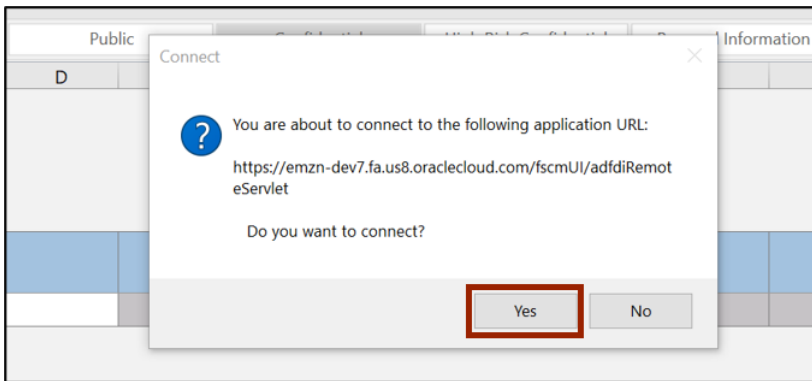 Public
Information
Connect
D
You are about to connect to the following application URL:
https://emzn-dev7.fa.us8.oraclecloud.com/fscmUI/adfdiRemot
eServlet
Do you want to connect?
Yes No